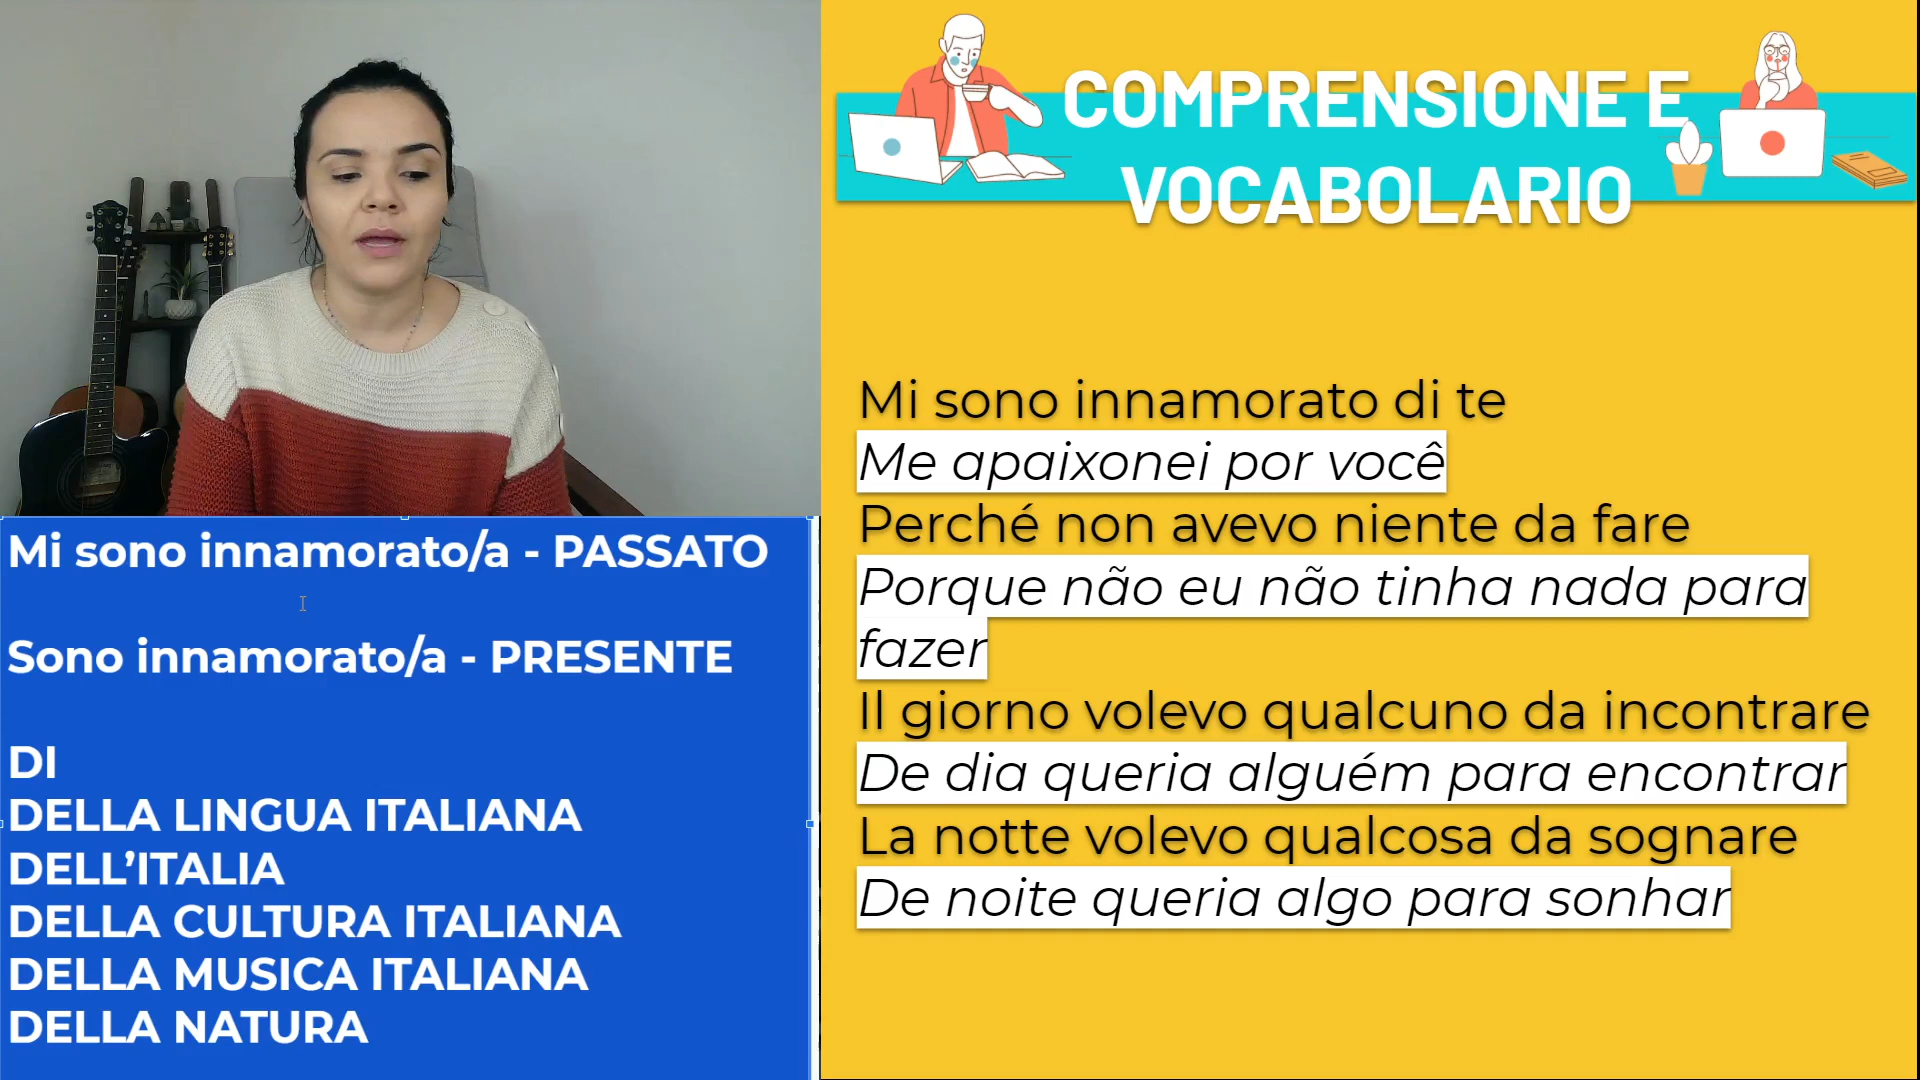 COMPRENSIONE E
VOCABOLARIO
Mi sono innamorato di te
Me apaixonei por você
Perché non avevo niente da fare
Porque não eu não tinha nada para
fazer
Il giorno volevo qualcuno da incontrare
De dia queria alguém para encontrar
La notte volevo qualcosa da sognare
De noite queria algo para sonhar
Mi sono innamorato/a - PASSATO
Sono innamorato/a - PRESENTE
DI
DELLA LINGUA ITALIANA
DELL’ITALIA
DELLA CULTURA ITALIANA
DELLA MUSICA ITALIANA
DELLA NATURA